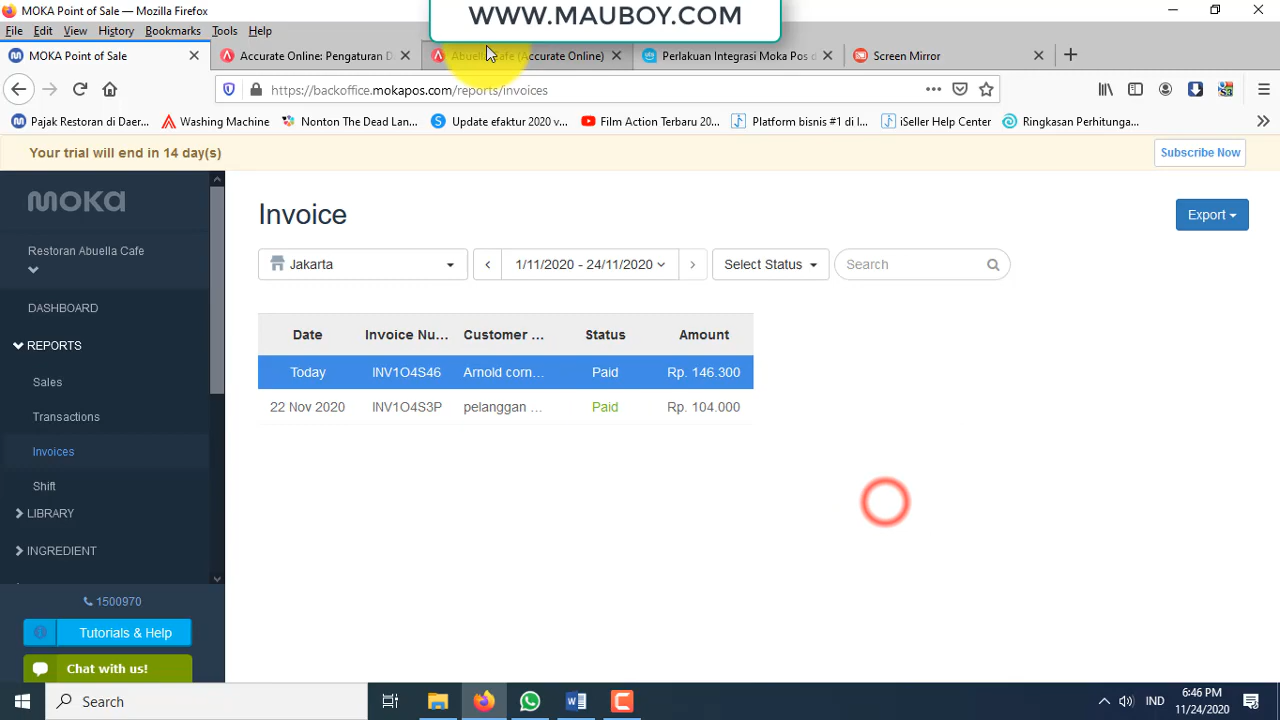 MOKA Point of Sale - Mozilla Firefox
WWW.MAUBOY.COM
File Edit View History Bookmarks Tools Help
MOKA Point of Sale
Accurate Online: Pengaturan D
Abuella Cafe (Accurate Online)
Perlakuan Integrasi Moka Pos d
Screen Mirror
https://backoffice.mokapos.com/reports/invoices
Pajak Restoran di Daer...
Washing Machine
Nonton The Dead Lan...
Update efaktur 2020 v...
Film Action Terbaru 20...
Platform bisnis #1 di I...
iSeller Help Center
Ringkasan Perhitunga...
Your trial will end in 14 day(s)
Subscribe Now
MOKA
Restoran Abuella Cafe
DASHBOARD
REPORTS
Sales
Transactions
Invoices
Shift
LIBRARY
INGREDIENT
1500970
Tutorials & Help
Chat with us!
Invoice
Export
Jakarta
1/11/2020 - 24/11/2020
Select Status
Search
Date Invoice Nu... Customer ... Status Amount
Today INV1O4S46 Arnold corn... Paid Rp. 146.300
22 Nov 2020 INV1O4S3P pelanggan ... Paid Rp. 104.000
Search
IND
6:46 PM
11/24/2020